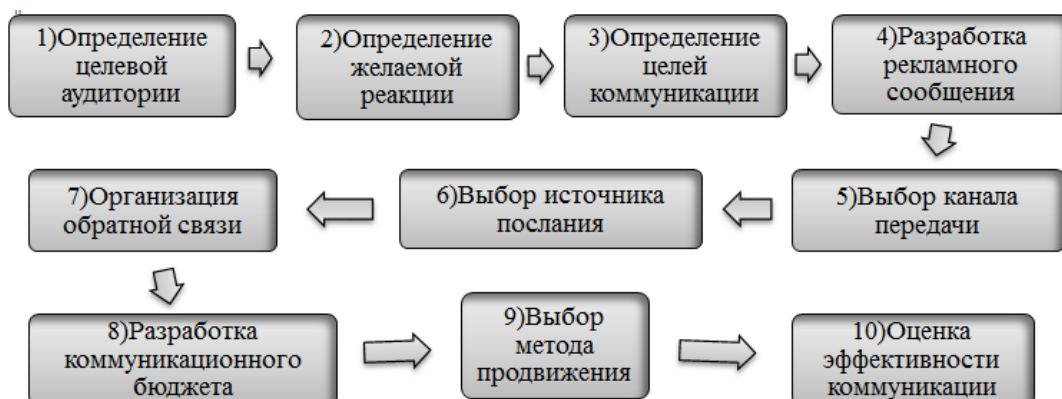 1)Определение
целевой
аудитории
2)Определение
желаемой
реакции
3)Определение
целей
коммуникации
4)Разработка
рекламного
сообщения
5)Выбор канала
передачи
6)Выбор источника
послания
7)Организация
обратной связи
8)Разработка
коммуникационного
бюджета
9)Выбор
метода
продвижения
10)Оценка
эффективности
коммуникации